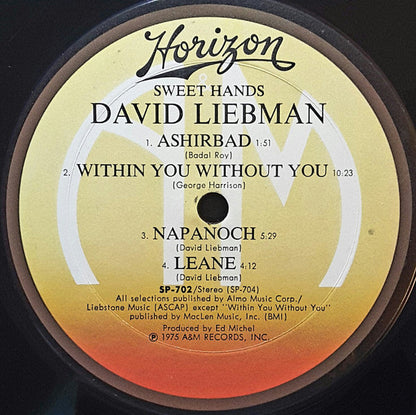 Horizon
SWEET HANDS
DAVID LIEBMAN
1. ASHIRBAD 1:51
(Badal Roy)
2. WITHIN YOU WITHOUT YOU 10:23
(George Harrison)
3. NAPANOCH 5:29
(David Liebman)
4. LEANE 4:12
(David Liebman)
SP-702/Stereo (SP-704)
All selections published by Almo Music Corp./
Liebstone Music (ASCAP) except "Within You Without You"
published by MacLen Music, Inc. (BMI)
Produced by Ed Michel
℗ 1975 A&M RECORDS, INC.